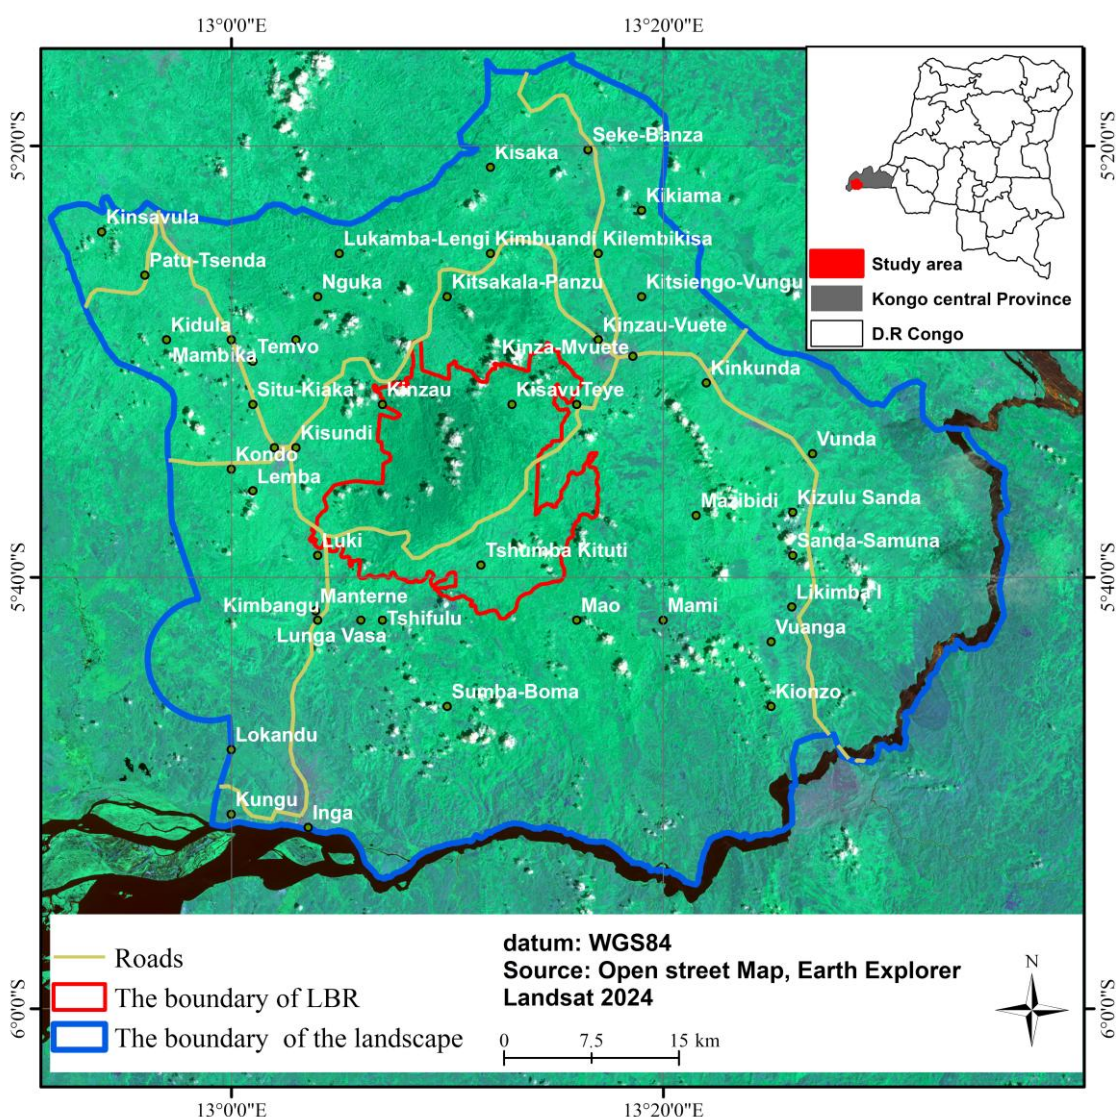 13°0'0"E
13°20'0"E
5°20'0"S
5°20'0"S
Seke-Banza
Kisaka
Kikiama
Kinsavula
Lukamba-Lengi
Kimbuandi
Kilembikisa
Patu-Tsenda
Nguka
Kitsakala-Panzu
Kitsiengo-Vungu
Kidula
Mambika
Temvo
Kinzau-Vuete
Kinza-Mvuete
Kinkunda
Situ-Kiaka
Kinzau
Kisavu
Teye
Kisundi
Kondo
Lemba
Vunda
Mazibidi
Kizulu Sanda
Luki
Tshumba Kituti
Sanda-Samuna
5°40'0"S
5°40'0"S
Kimbangu
Manterne
Lunga Vasa
Tshifulu
Mao
Mami
Likimba I
Vuanga
Sumba-Boma
Kionzo
Lokandu
Kungu
Inga
Study area
Kongo central Province
D.R Congo
Roads
The boundary of LBR
The boundary of the landscape
datum: WGS84
Source: Open street Map, Earth Explorer
Landsat 2024
0 7.5 15 km
N
6°0'0"S
6°0'0"S
13°0'0"E
13°20'0"E